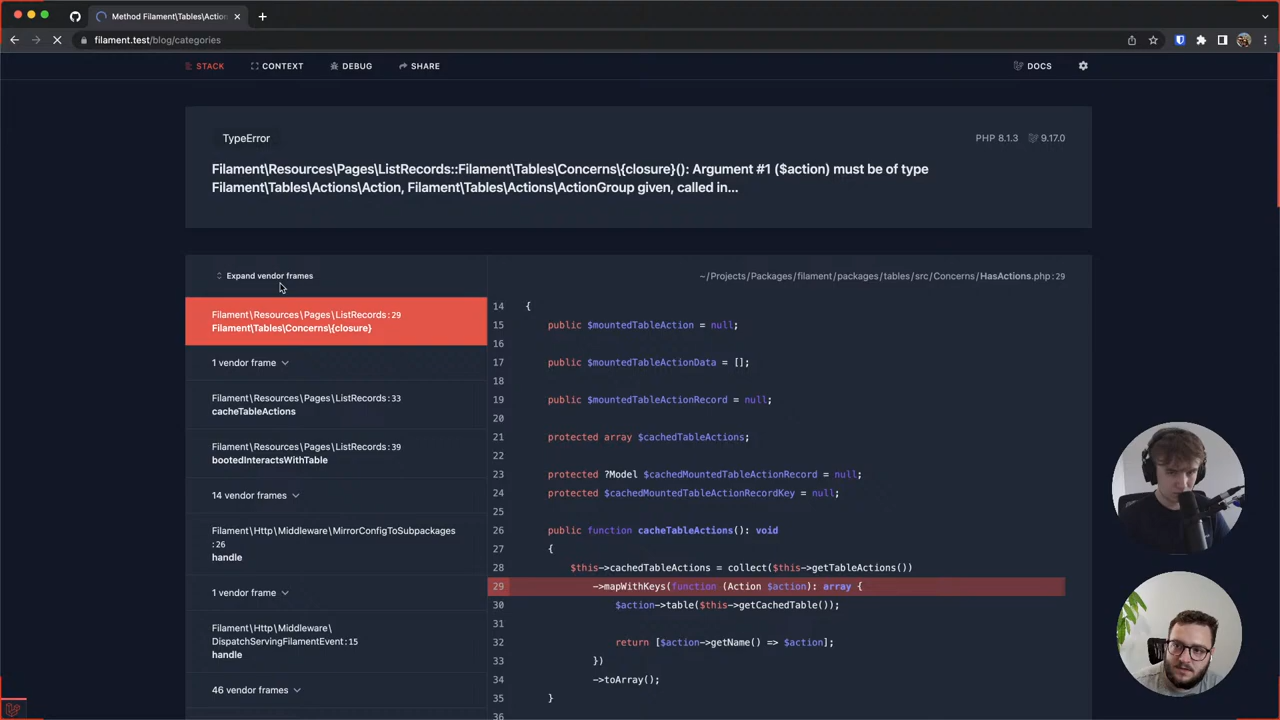 Method Filament\Tables\Action
filament.test/blog/categories
STACK
CONTEXT
DEBUG
SHARE
DOCS
TypeError
PHP 8.1.3
9.17.0
Filament\Resources\Pages\ListRecords::Filament\Tables\Concerns\{closure}(): Argument #1 ($action) must be of type
Filament\Tables\Actions\Action, Filament\Tables\Actions\ActionGroup given, called in...
Expand vendor frames
~/Projects/Packages/filament/packages/tables/src/Concerns/HasActions.php:29
Filament\Resources\Pages\ListRecords:29
Filament\Tables\Concerns\{closure}
1 vendor frame
Filament\Resources\Pages\ListRecords:33
cacheTableActions
Filament\Resources\Pages\ListRecords:39
bootedInteractsWithTable
14 vendor frames
Filament\Http\Middleware\MirrorConfigToSubpackages
:26
handle
1 vendor frame
Filament\Http\Middleware\
DispatchServingFilamentEvent:15
handle
46 vendor frames
14 {
15 public $mountedTableAction = null;
16
17 public $mountedTableActionData = [];
18
19 public $mountedTableActionRecord = null;
20
21 protected array $cachedTableActions;
22
23 protected ?Model $cachedMountedTableActionRecord = null;
24 protected $cachedMountedTableActionRecordKey = null;
25
26 public function cacheTableActions(): void
27 {
28 $this->cachedTableActions = collect($this->getTableActions())
29 ->mapWithKeys(function (Action $action): array {
30 $action->table($this->getCachedTable());
31
32 return [$action->getName() => $action];
33 })
34 ->toArray();
35 }
36